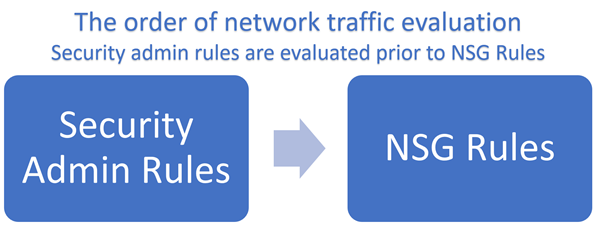 The order of network traffic evaluation
Security admin rules are evaluated prior to NSG Rules
Security
Admin Rules
NSG Rules